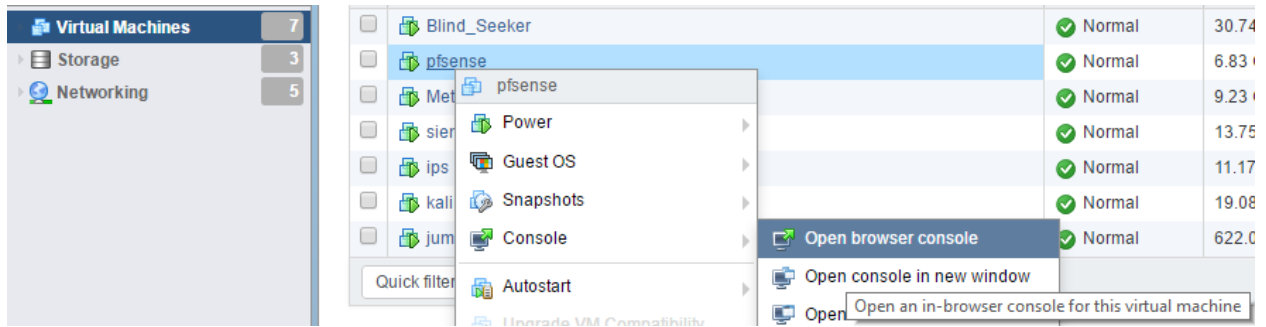 Virtual Machines 7
Storage 3
Networking 5
Blind_Seeker Normal 30.74
pfsense Normal 6.83
pfsense
Met Normal 9.23
Power
sier Normal 13.75
Guest OS
ips Normal 11.17
Snapshots
kali Normal 19.08
Console
jum Normal 622.0
Open browser console
Quick filter
Autostart
Open console in new window
Open
Open an in-browser console for this virtual machine
Upgrade VM Compatibility